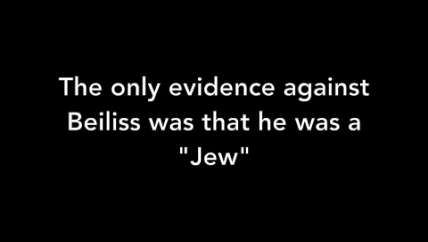 The only evidence against
Beiliss was that he was a
"Jew"